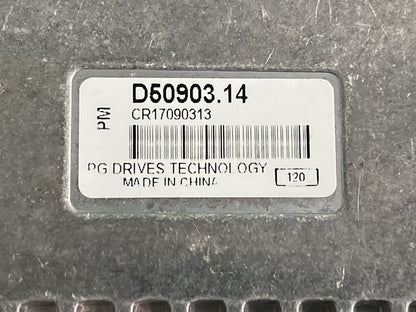 PM
D50903.14
CR17090313
PG DRIVES TECHNOLOGY
MADE IN CHINA
120